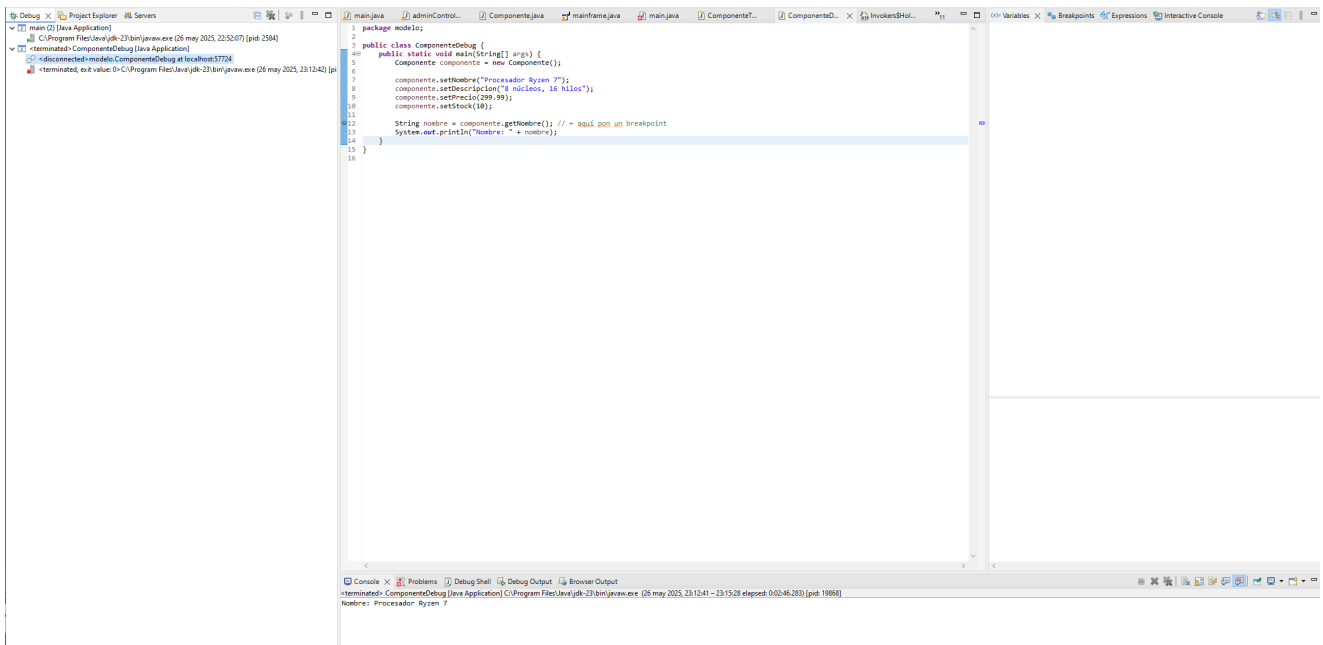 Debug Project Explorer Servers
main (2) [Java Application]
C:\Program Files\Java\jdk-23\bin\javaw.exe (26 may 2025, 22:52:07) [pid: 2584]
<terminated> ComponenteDebug [Java Application]
<disconnected> modelo.ComponenteDebug at localhost:57724
<terminated, exit value: 0> C:\Program Files\Java\jdk-23\bin\javaw.exe (26 may 2025, 23:12:42) [pi
main.java adminControl... Componente.java mainframe.java main.java ComponenteT... ComponenteD... Invokers$Hol... 11
1 package modelo;
2
3 public class ComponenteDebug {
4 public static void main(String[] args) {
5 Componente componente = new Componente();
6
7 componente.setNombre("Procesador Ryzen 7");
8 componente.setDescripcion("8 núcleos, 16 hilos");
9 componente.setPrecio(299.99);
10 componente.setStock(10);
11
12 String nombre = componente.getNombre(); // ← aquí pon un breakpoint
13 System.out.println("Nombre: " + nombre);
14 }
15 }
16
Variables Breakpoints Expressions Interactive Console
Console Problems Debug Shell Debug Output Browser Output
<terminated> ComponenteDebug [Java Application] C:\Program Files\Java\jdk-23\bin\javaw.exe (26 may 2025, 23:12:41 – 23:15:28 elapsed: 0:02:46.283) [pid: 19868]
Nombre: Procesador Ryzen 7